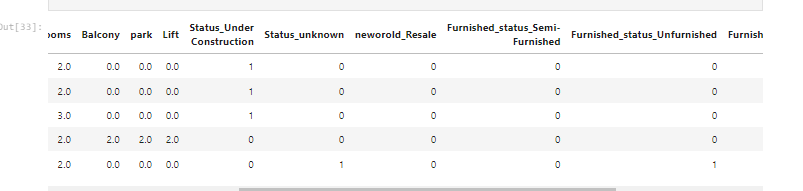 Out[33]:
ooms Balcony park Lift Status_Under Construction Status_unknown neworold_Resale Furnished_status_Semi-Furnished Furnished_status_Unfurnished Furnish
2.0 0.0 0.0 0.0 1 0 0 0 0
2.0 0.0 0.0 0.0 1 0 0 0 0
3.0 0.0 0.0 0.0 1 0 0 0 0
2.0 2.0 2.0 2.0 0 0 0 0 0
2.0 0.0 0.0 0.0 0 1 0 0 1